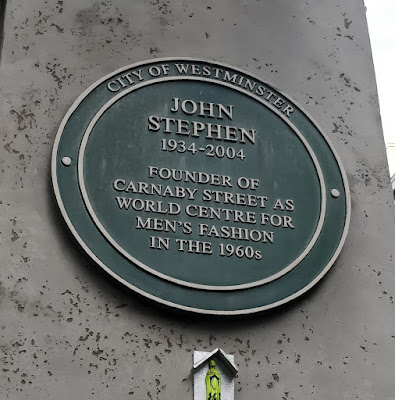 CITY OF WESTMINSTER
JOHN
STEPHEN
1934-2004
FOUNDER OF
CARNABY STREET AS
WORLD CENTRE FOR
MEN'S FASHION
IN THE 1960s